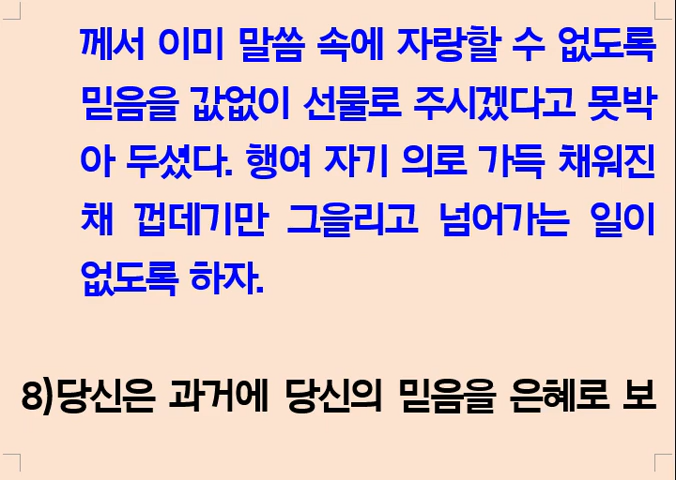 께서 이미 말씀 속에 자랑할 수 없도록
믿음을 값없이 선물로 주시겠다고 못박
아 두셨다. 행여 자기 의로 가득 채워진
채 껍데기만 그을리고 넘어가는 일이
없도록 하자.
8)당신은 과거에 당신의 믿음을 은혜로 보